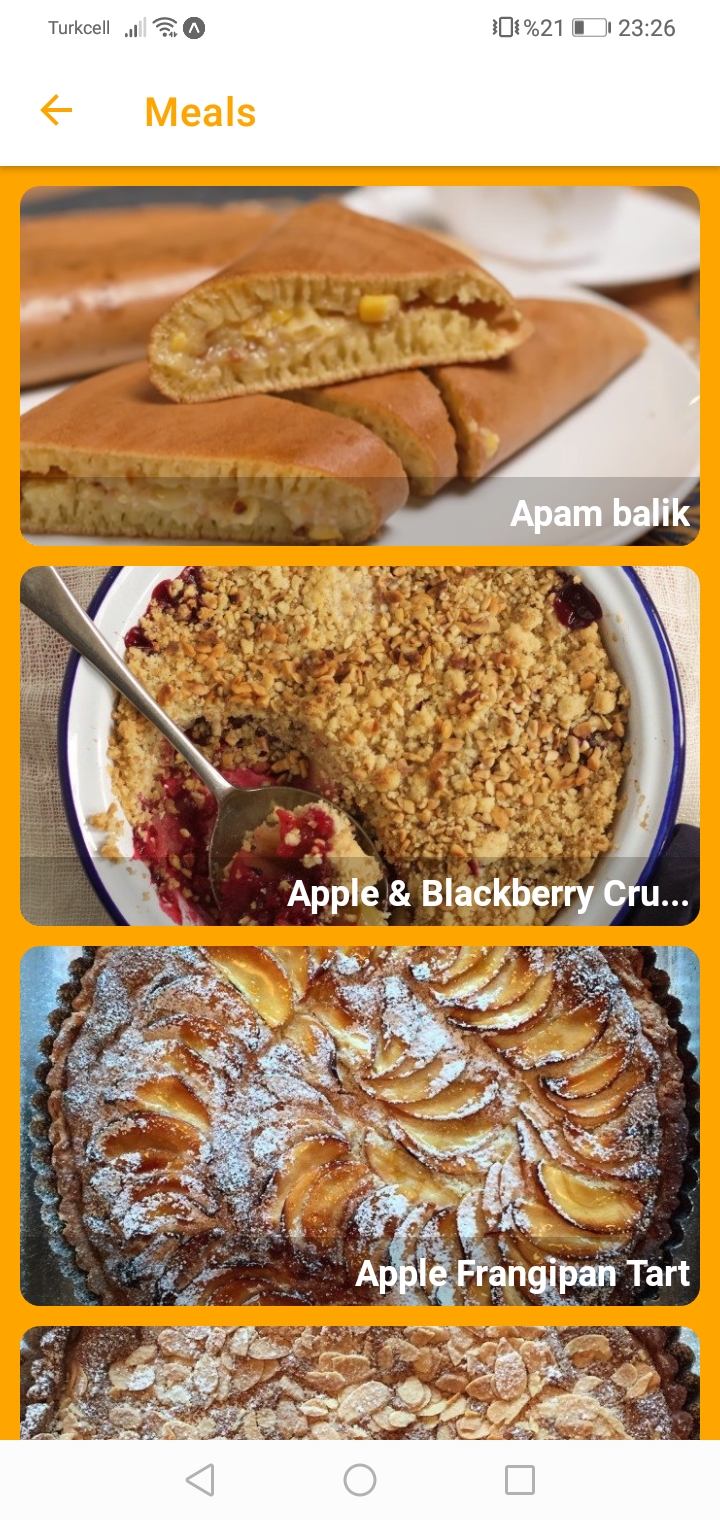 Turkcell %21 23:26
Meals
Apam balik
Apple & Blackberry Cru...
Apple Frangipan Tart